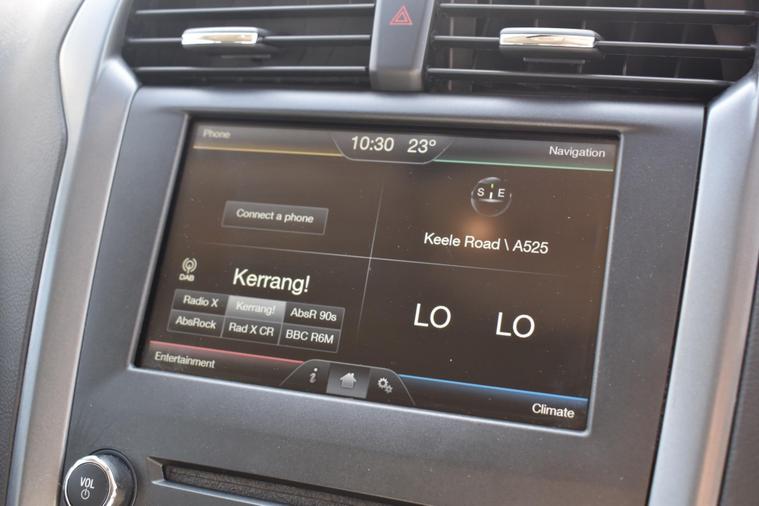 Phone
10:30 23°
Navigation
S E
Connect a phone
Keele Road \ A525
DAB
Kerrang!
Radio X Kerrang! AbsR 90s
AbsRock Rad X CR BBC R6M
LO LO
Entertainment
i
Climate
VOL